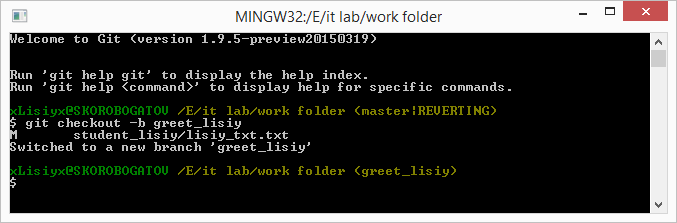 MINGW32:/E/it lab/work folder
Welcome to Git (version 1.9.5-preview20150319)
Run 'git help git' to display the help index.
Run 'git help <command>' to display help for specific commands.
xLisiyx@SKOROBOGATOV /E/it lab/work folder (master|REVERTING)
$ git checkout -b greet_lisiy
M       student_lisiy/lisiy_txt.txt
Switched to a new branch 'greet_lisiy'
xLisiyx@SKOROBOGATOV /E/it lab/work folder (greet_lisiy)
$